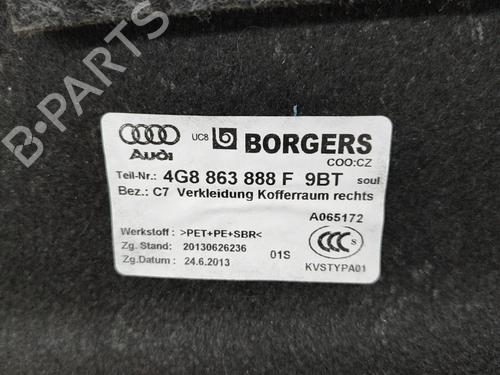 UC8 BORGERS
Audi COO:CZ
Teil-Nr.: 4G8 863 888 F 9BT soul
Bez.: C7 Verkleidung Kofferraum rechts
A065172
Werkstoff: >PET+PE+SBR<
Zg. Stand: 20130626236 01S
Zg.Datum: 24.6.2013 KVSTYPA01
CCC S
B-PARTS